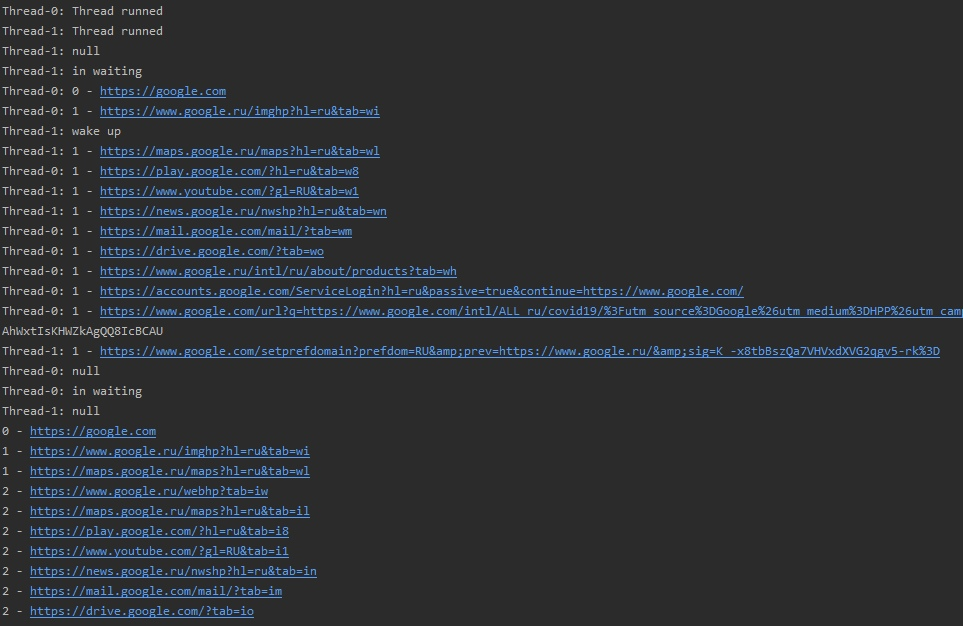 Thread-0: Thread runned
Thread-1: Thread runned
Thread-1: null
Thread-1: in waiting
Thread-0: 0 - https://google.com
Thread-0: 1 - https://www.google.ru/imghp?hl=ru&tab=wi
Thread-1: wake up
Thread-1: 1 - https://maps.google.ru/maps?hl=ru&tab=wl
Thread-0: 1 - https://play.google.com/?hl=ru&tab=w8
Thread-1: 1 - https://www.youtube.com/?gl=RU&tab=w1
Thread-0: 1 - https://news.google.ru/nwshp?hl=ru&tab=wn
Thread-0: 1 - https://mail.google.com/mail/?tab=wm
Thread-0: 1 - https://drive.google.com/?tab=wo
Thread-0: 1 - https://www.google.ru/intl/ru/about/products?tab=wh
Thread-0: 1 - https://accounts.google.com/ServiceLogin?hl=ru&passive=true&continue=https://www.google.com/
Thread-0: 1 - https://www.google.com/url?q=https://www.google.com/intl/ALL_ru/covid19/%3Futm_source%3DGoogle%26utm_medium%3DHPP%26utm_camp
AhWxtIsKHWZkAgQQ8IcBCAU
Thread-1: 1 - https://www.google.com/setprefdomain?prefdom=RU&amp;prev=https://www.google.ru/&amp;sig=K_-x8tbBszQa7VHVxdXVG2qgv5-rk%3D
Thread-0: null
Thread-0: in waiting
Thread-1: null
0 - https://google.com
1 - https://www.google.ru/imghp?hl=ru&tab=wi
1 - https://maps.google.ru/maps?hl=ru&tab=wl
2 - https://www.google.ru/webhp?tab=iw
2 - https://maps.google.ru/maps?hl=ru&tab=il
2 - https://play.google.com/?hl=ru&tab=i8
2 - https://www.youtube.com/?gl=RU&tab=i1
2 - https://news.google.ru/nwshp?hl=ru&tab=in
2 - https://mail.google.com/mail/?tab=im
2 - https://drive.google.com/?tab=io